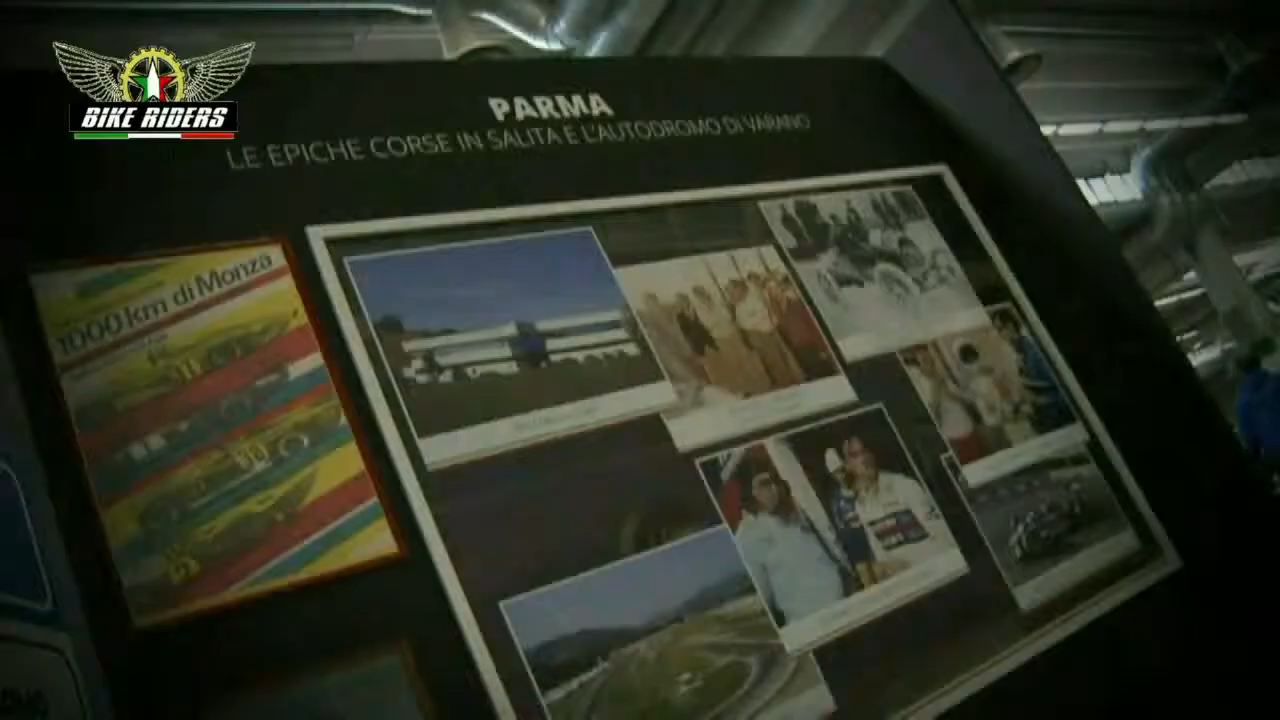 BIKE RIDERS
PARMA
LE EPICHE CORSE IN SALITA E L'AUTODROMO DI VARANO
1000 km di Monza